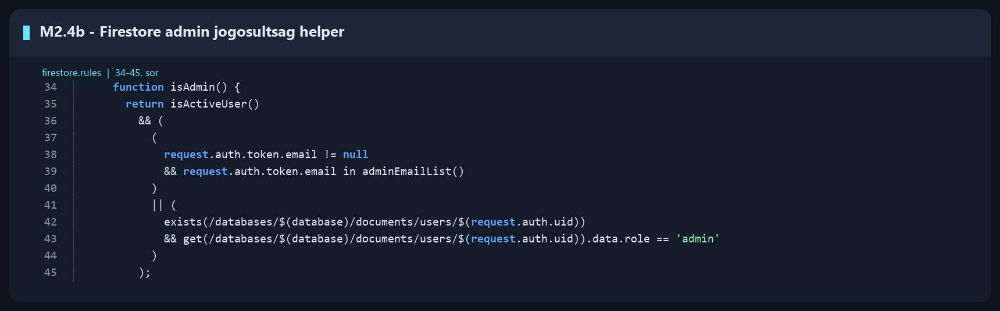 M2.4b - Firestore admin jogosultsag helper
firestore.rules | 34-45. sor
34 function isAdmin() {
35 return isActiveUser()
36 && (
37 (
38 request.auth.token.email != null
39 && request.auth.token.email in adminEmailList()
40 )
41 || (
42 exists(/databases/$(database)/documents/users/$(request.auth.uid))
43 && get(/databases/$(database)/documents/users/$(request.auth.uid)).data.role == 'admin'
44 )
45 );